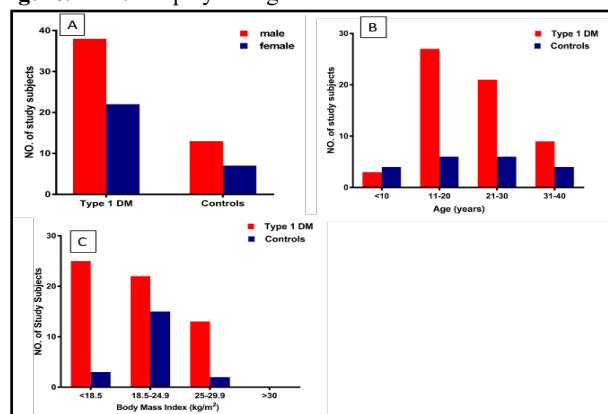 A
male
female
40
30
20
10
0
NO. of study subjects
Type 1 DM
Controls
B
Type 1 DM
Controls
30
20
10
0
NO. of study subjects
<10
11-20
21-30
31-40
Age (years)
C
Type 1 DM
Controls
30
20
10
0
NO. of Study Subjects
<18.5
18.5-24.9
25-29.9
>30
Body Mass Index (kg/m²)